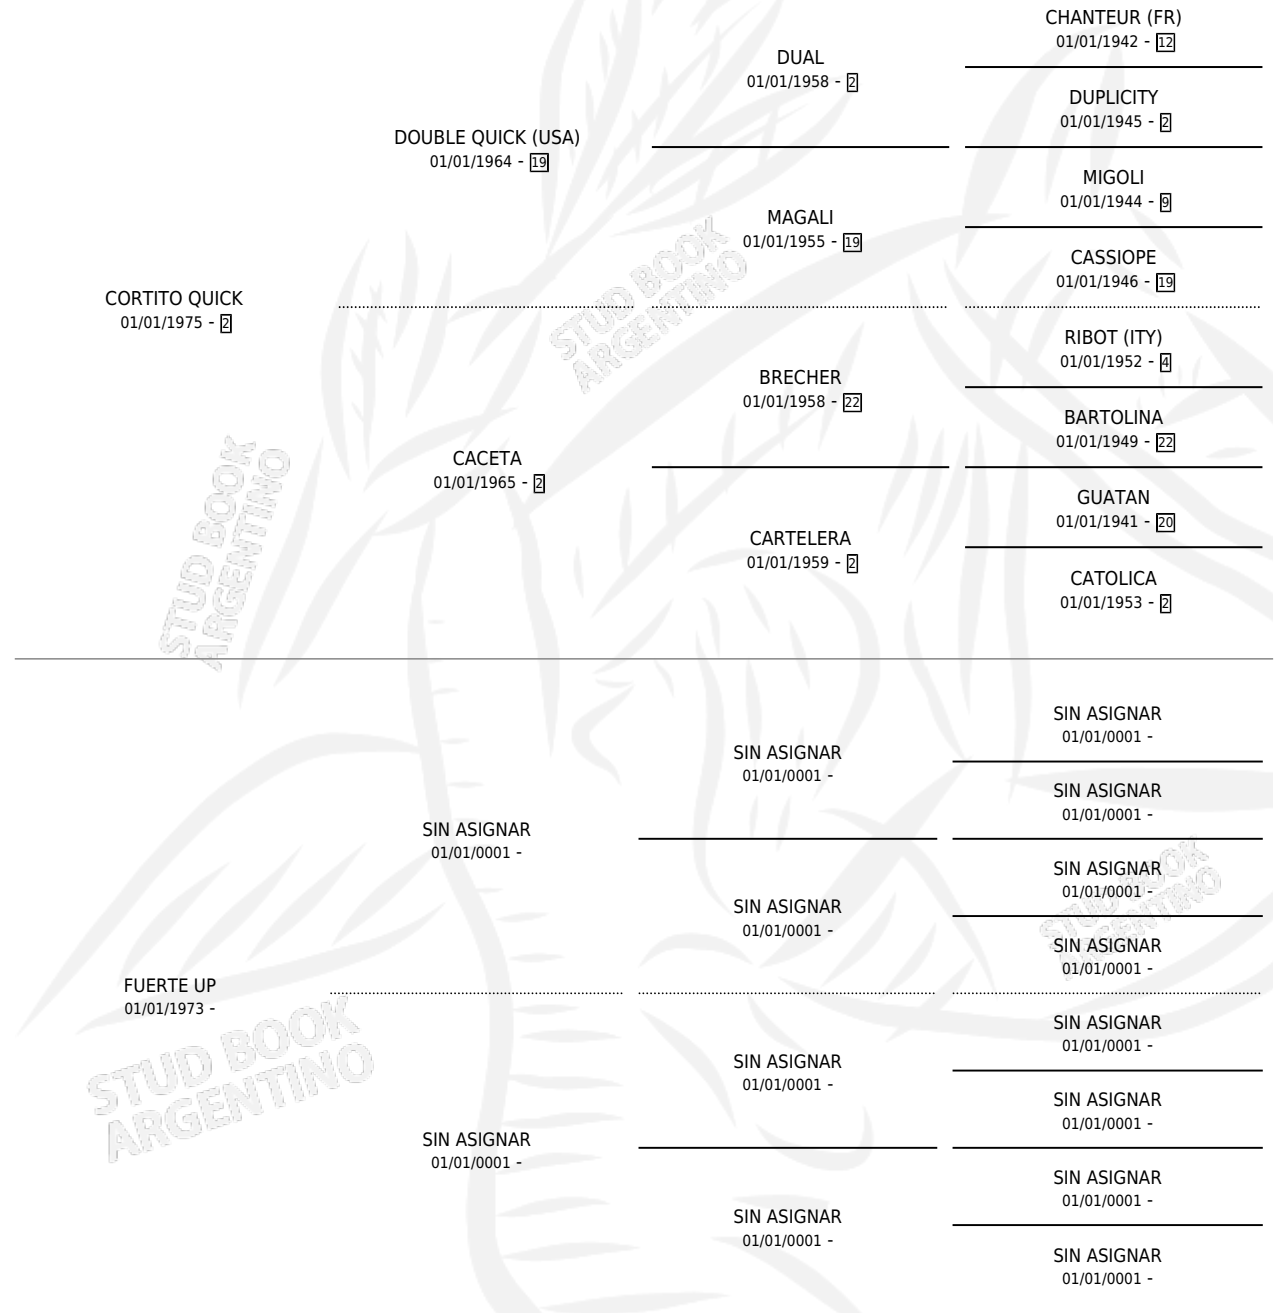 CHANTEUR (FR)
01/01/1942 - 12
DUAL
01/01/1958 - 2
DUPLICITY
01/01/1945 - 2
DOUBLE QUICK (USA)
01/01/1964 - 19
MIGOLI
01/01/1944 - 9
MAGALI
01/01/1955 - 19
CASSIOPE
01/01/1946 - 19
CORTITO QUICK
01/01/1975 - 2
RIBOT (ITY)
01/01/1952 - 4
BRECHER
01/01/1958 - 22
BARTOLINA
01/01/1949 - 22
CACETA
01/01/1965 - 2
GUATAN
01/01/1941 - 20
CARTELERA
01/01/1959 - 2
CATOLICA
01/01/1953 - 2
STUD BOOK
ARGENTINO
STUD BOOK
ARGENTINO
SIN ASIGNAR
01/01/0001 -
SIN ASIGNAR
01/01/0001 -
SIN ASIGNAR
01/01/0001 -
SIN ASIGNAR
01/01/0001 -
SIN ASIGNAR
01/01/0001 -
SIN ASIGNAR
01/01/0001 -
SIN ASIGNAR
01/01/0001 -
STUD BOOK
ARGENTINO
FUERTE UP
01/01/1973 -
SIN ASIGNAR
01/01/0001 -
SIN ASIGNAR
01/01/0001 -
SIN ASIGNAR
01/01/0001 -
SIN ASIGNAR
01/01/0001 -
SIN ASIGNAR
01/01/0001 -
SIN ASIGNAR
01/01/0001 -
SIN ASIGNAR
01/01/0001 -
STUD BOOK
ARGENTINO